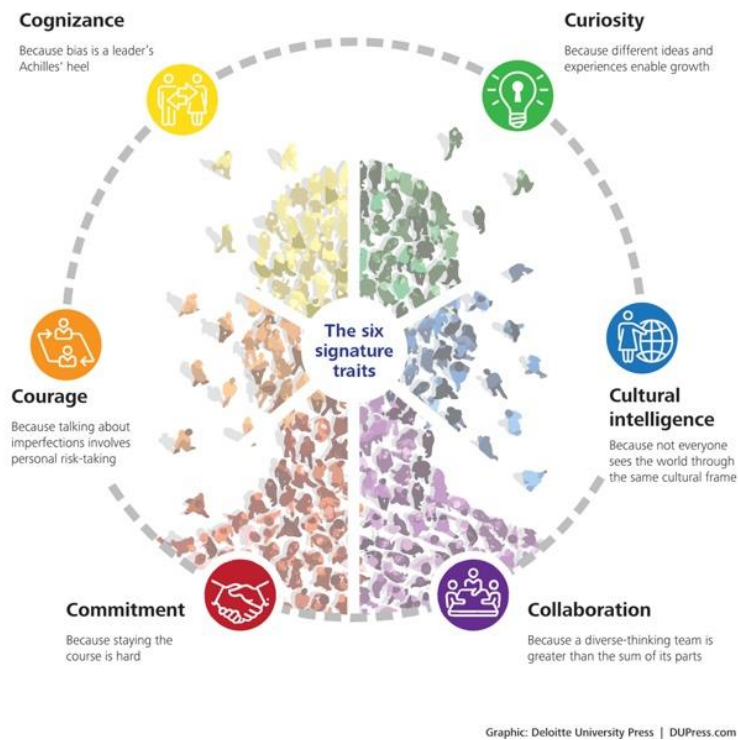 Cognizance
Because bias is a leader's
Achilles' heel
Curiosity
Because different ideas and
experiences enable growth
The six
signature
traits
Courage
Because talking about
imperfections involves
personal risk-taking
Cultural
intelligence
Because not everyone
sees the world through
the same cultural frame
Commitment
Because staying the
course is hard
Collaboration
Because a diverse-thinking team is
greater than the sum of its parts
Graphic: Deloitte University Press | DUPress.com